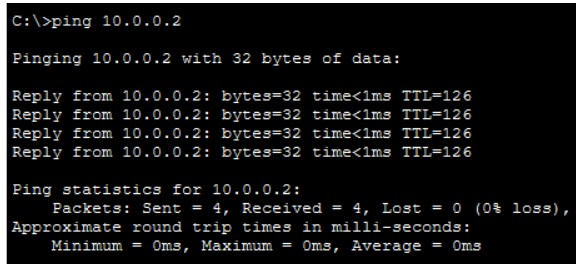 C:\>ping 10.0.0.2
Pinging 10.0.0.2 with 32 bytes of data:
Reply from 10.0.0.2: bytes=32 time<1ms TTL=126
Reply from 10.0.0.2: bytes=32 time<1ms TTL=126
Reply from 10.0.0.2: bytes=32 time<1ms TTL=126
Reply from 10.0.0.2: bytes=32 time<1ms TTL=126
Ping statistics for 10.0.0.2:
    Packets: Sent = 4, Received = 4, Lost = 0 (0% loss),
Approximate round trip times in milli-seconds:
    Minimum = 0ms, Maximum = 0ms, Average = 0ms